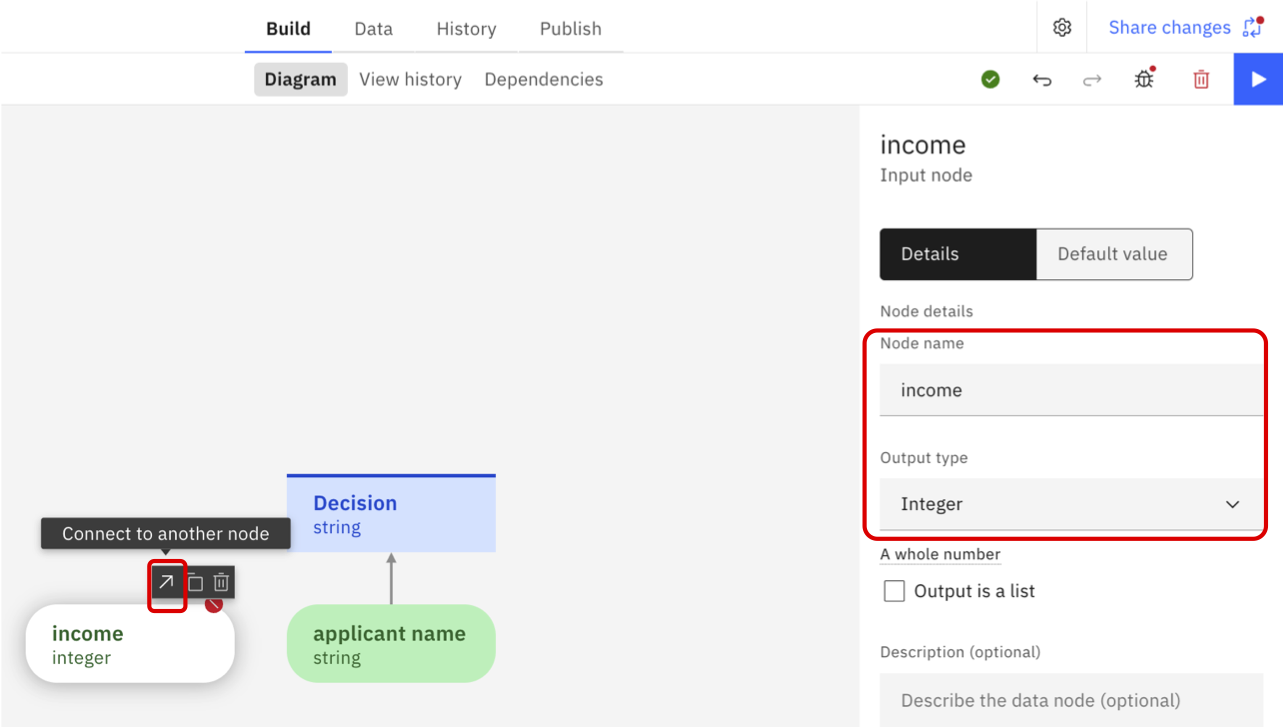 Build Data History Publish Share changes
Diagram View history Dependencies
income
Input node
Details Default value
Node details
Node name
income
Output type
Integer
A whole number
Output is a list
Description (optional)
Describe the data node (optional)
Decision
string
Connect to another node
income
integer
applicant name
string